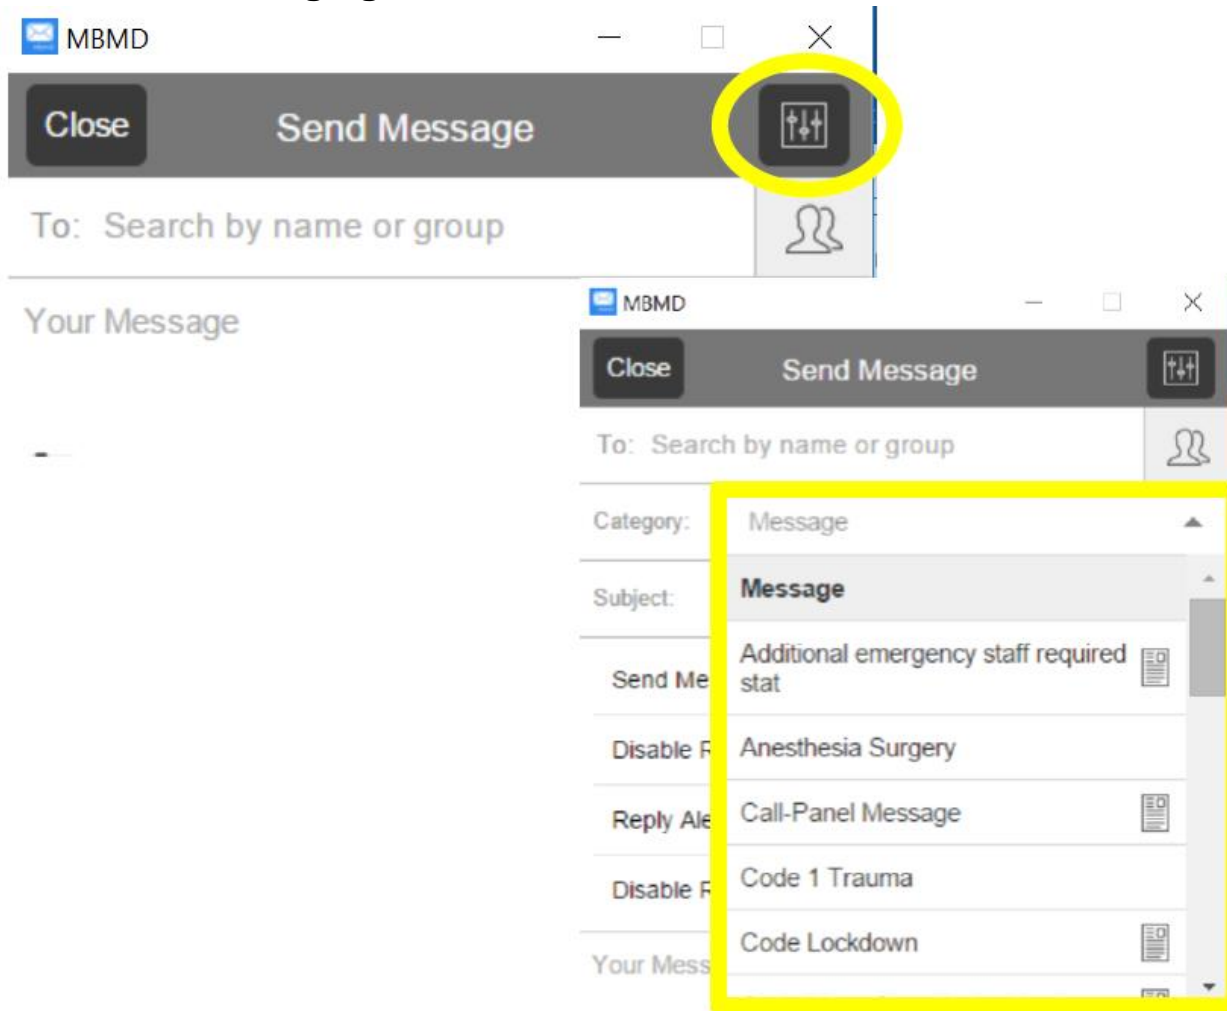 MBMD
Close Send Message
To: Search by name or group
Your Message
MBMD
Close Send Message
To: Search by name or group
Category: Message
Subject: Message
Additional emergency staff required
Send Me stat
Disable R Anesthesia Surgery
Reply Ale Call-Panel Message
Disable R Code 1 Trauma
Code Lockdown
Your Mess